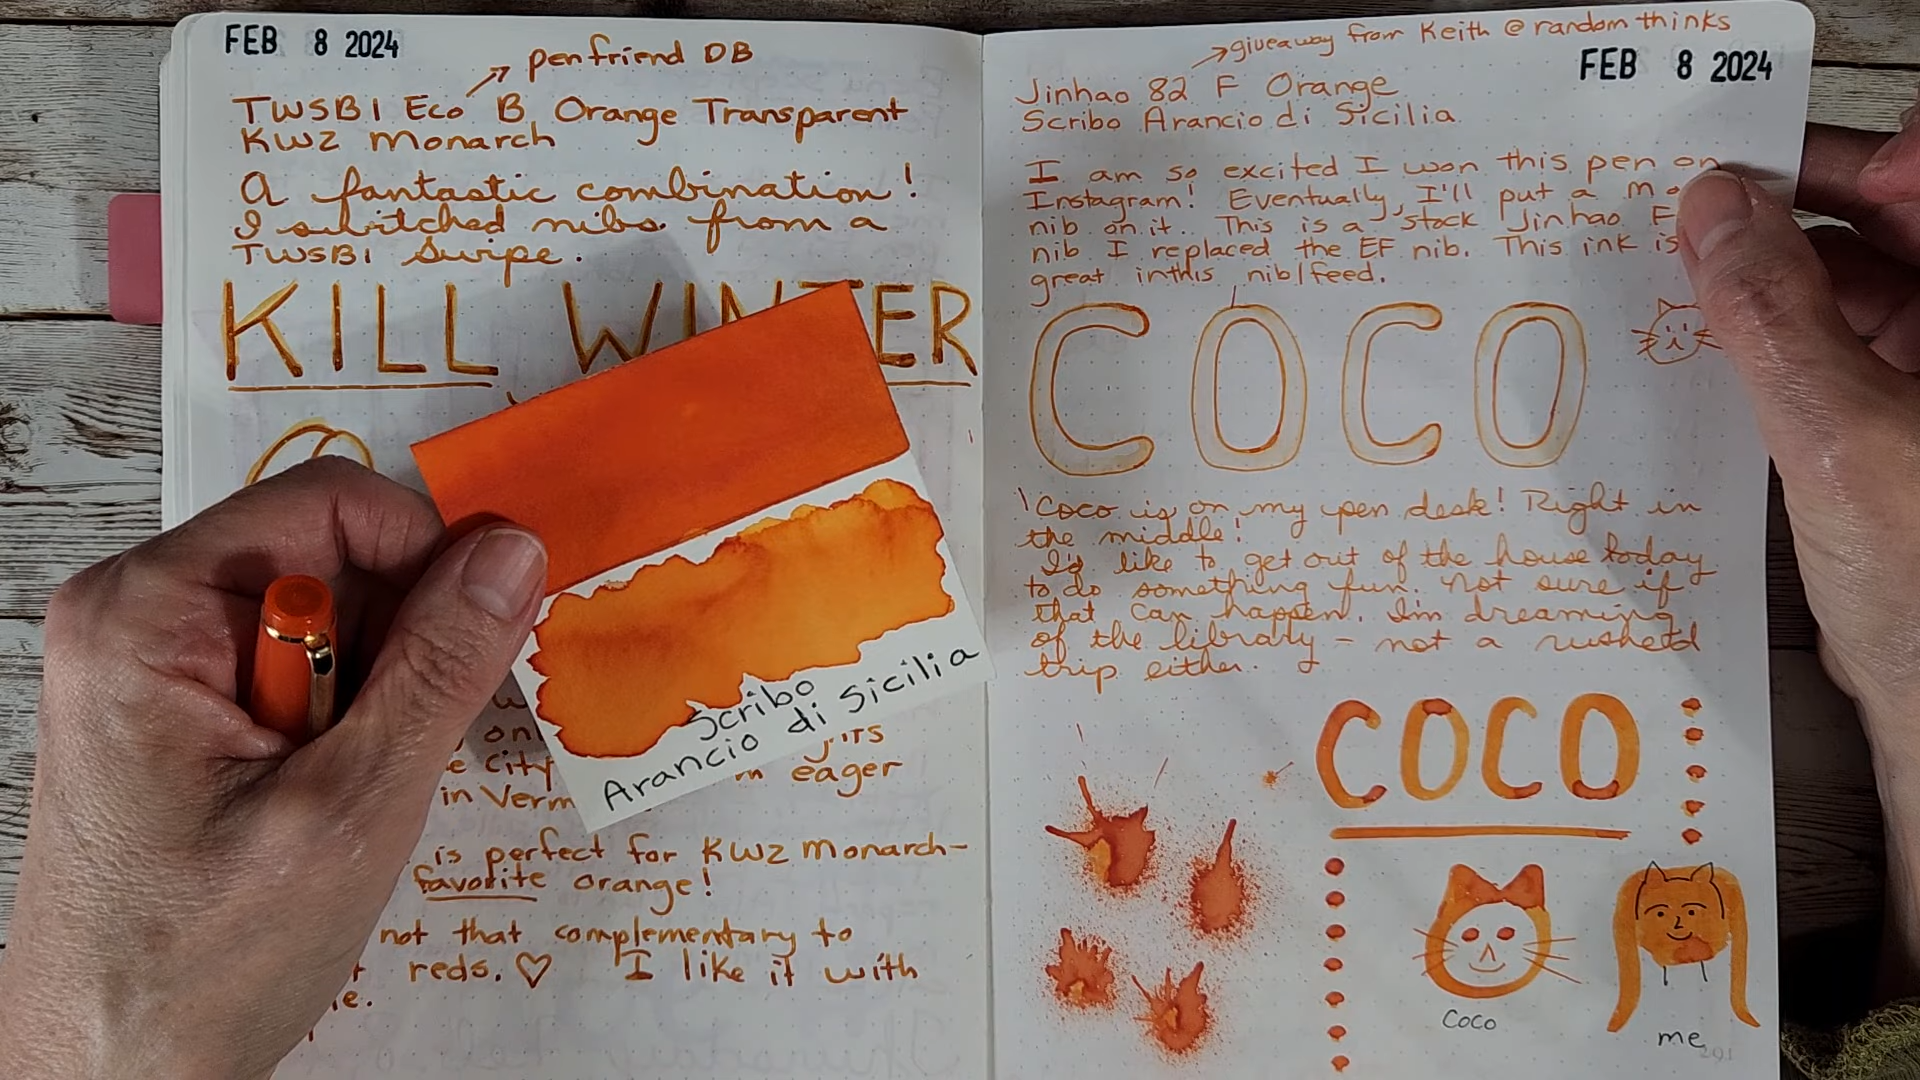 FEB 8 2024
penfriend DB
TWSBI Eco B Orange Transparent
KWZ Monarch
A fantastic combination!
I switched nibs from a
TWSBI Swipe.
KILL WINTER
in Verm
eager
is perfect for KWZ Monarch-
favorite orange!
not that complementary to
reds. ♡ I like it with
Scribo
Arancio di Sicilia
giveaway from Keith @ randomthinks
FEB 8 2024
Jinhao 82 F Orange
Scribo Arancio di Sicilia
I am so excited I won this pen on
Instagram! Eventually, I'll put a
nib on it. This is a stock Jinhao F
nib I replaced the EF nib. This ink is
great in this nib/feed.
COCO
Coco is on my pen desk! Right in
the middle!
I'd like to get out of the house today
to do something fun. Not sure if
that can happen. I'm dreaming
of the library - not a rushed
trip either.
COCO
Coco
me
201